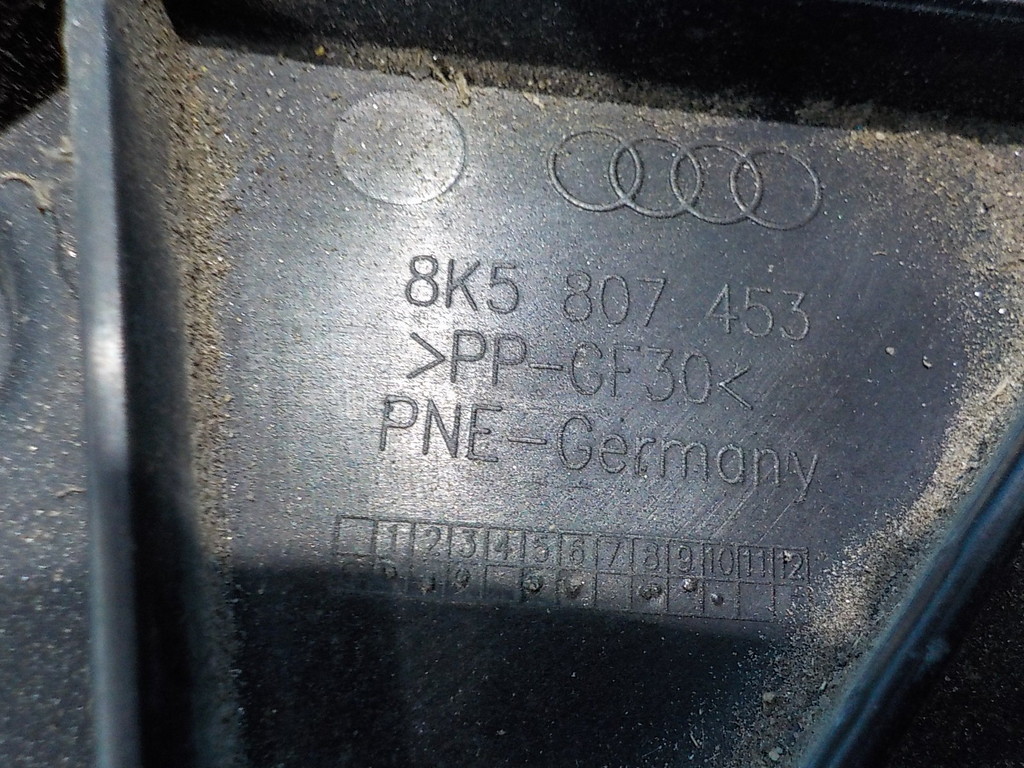 8K5 807 453
>PP-GF30<
PNE-Germany
1 2 3 4 5 6 7 8 9 10 11 12